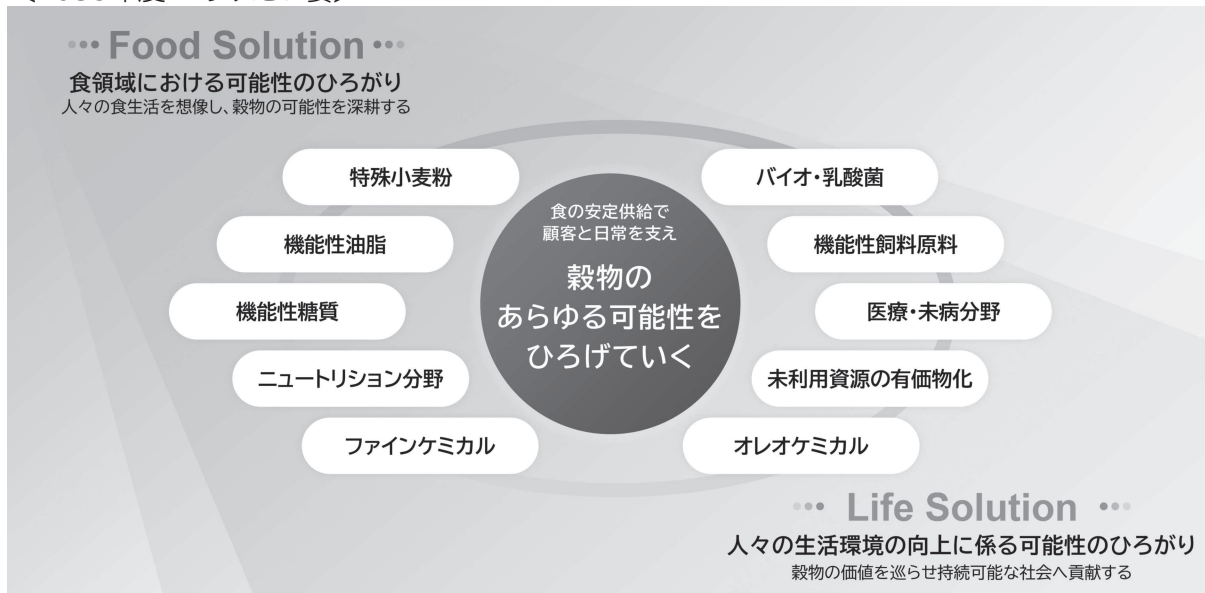 Food Solution
食領域における可能性のひろがり
人々の食生活を想像し、穀物の可能性を深耕する
特殊小麦粉
機能性油脂
機能性糖質
ニュートリション分野
ファインケミカル
食の安定供給で
顧客と日常を支え
穀物の
あらゆる可能性を
ひろげていく
バイオ・乳酸菌
機能性飼料原料
医療・未病分野
未利用資源の有価物化
オレオケミカル
Life Solution
人々の生活環境の向上に係る可能性のひろがり
穀物の価値を巡らせ持続可能な社会へ貢献する